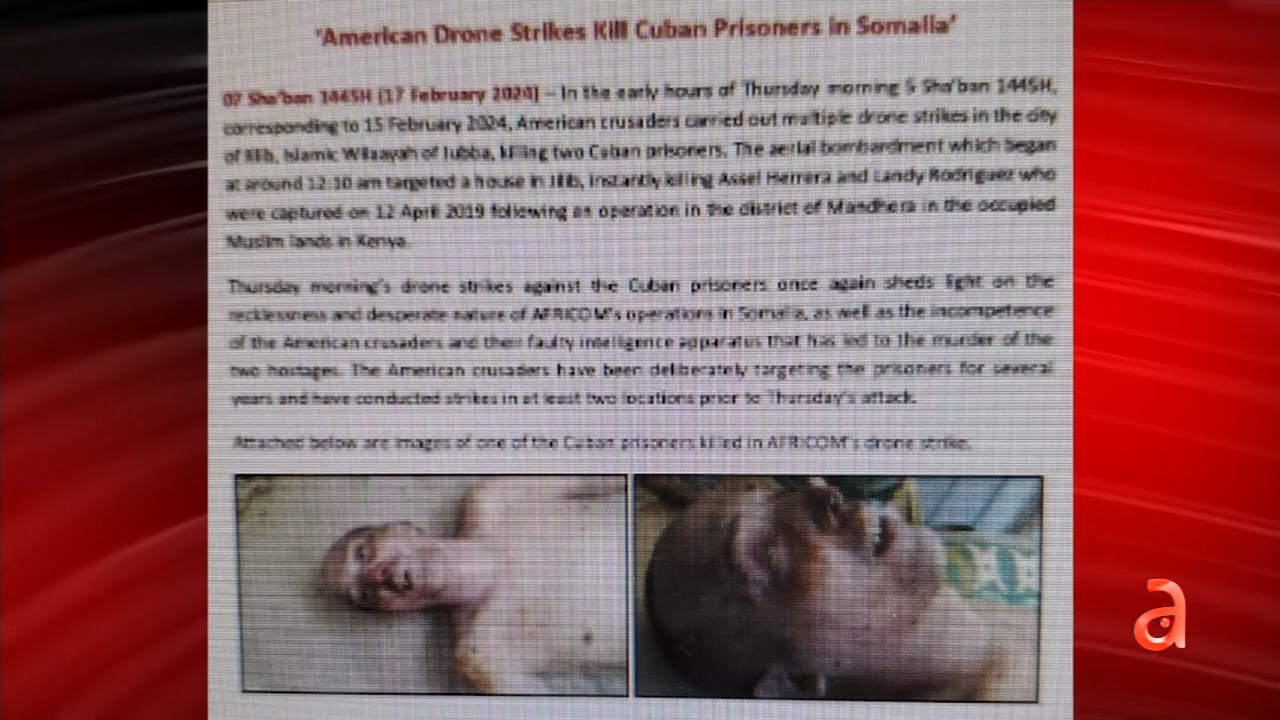 'American Drone Strikes Kill Cuban Prisoners in Somalia'
07 Sha'ban 1445H (17 February 2024) – In the early hours of Thursday morning 5 Sha'ban 1445H,
corresponding to 15 February 2024, American crusaders carried out multiple drone strikes in the city
of Jilib, Islamic Wilaayah of Jubba, killing two Cuban prisoners. The aerial bombardment which began
at around 12:10 am targeted a house in Jilib, instantly killing Assel Herrera and Landy Rodriguez who
were captured on 12 April 2019 following an operation in the district of Mandhera in the occupied
Muslim lands in Kenya.
Thursday morning's drone strikes against the Cuban prisoners once again sheds light on the
recklessness and desperate nature of AFRICOM's operations in Somalia, as well as the incompetence
of the American crusaders and their faulty intelligence apparatus that has led to the murder of the
two hostages. The American crusaders have been deliberately targeting the prisoners for several
years and have conducted strikes in at least two locations prior to Thursday's attack.
Attached below are images of one of the Cuban prisoners killed in AFRICOM's drone strike.
a